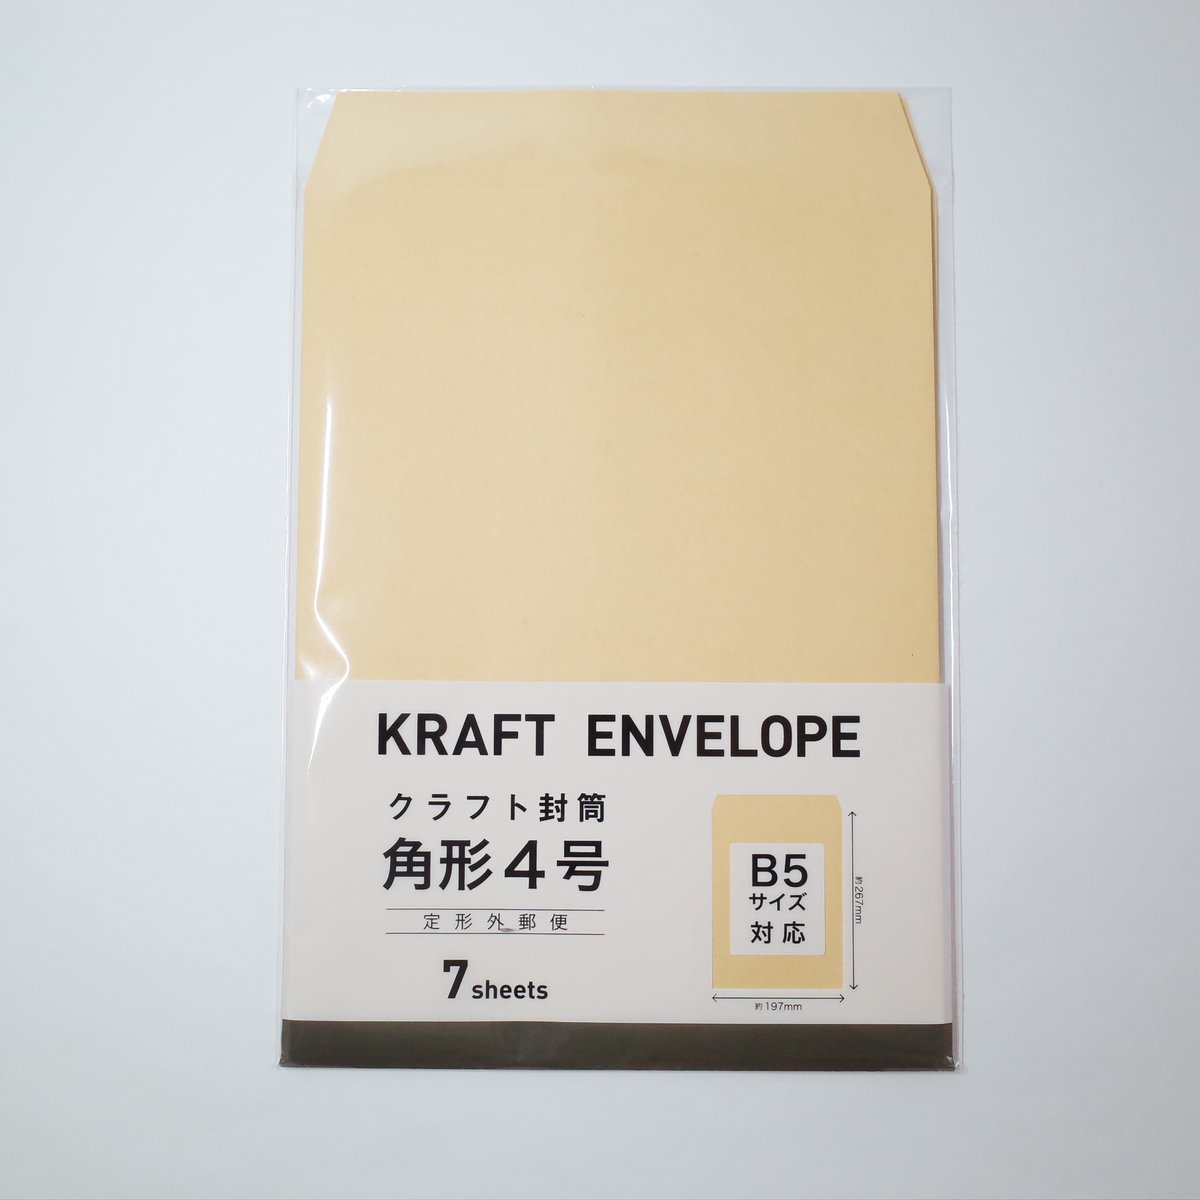 KRAFT ENVELOPE
クラフト封筒
角形4号
定形外郵便
7 sheets
B5
サイズ
対応
約267mm
約197mm